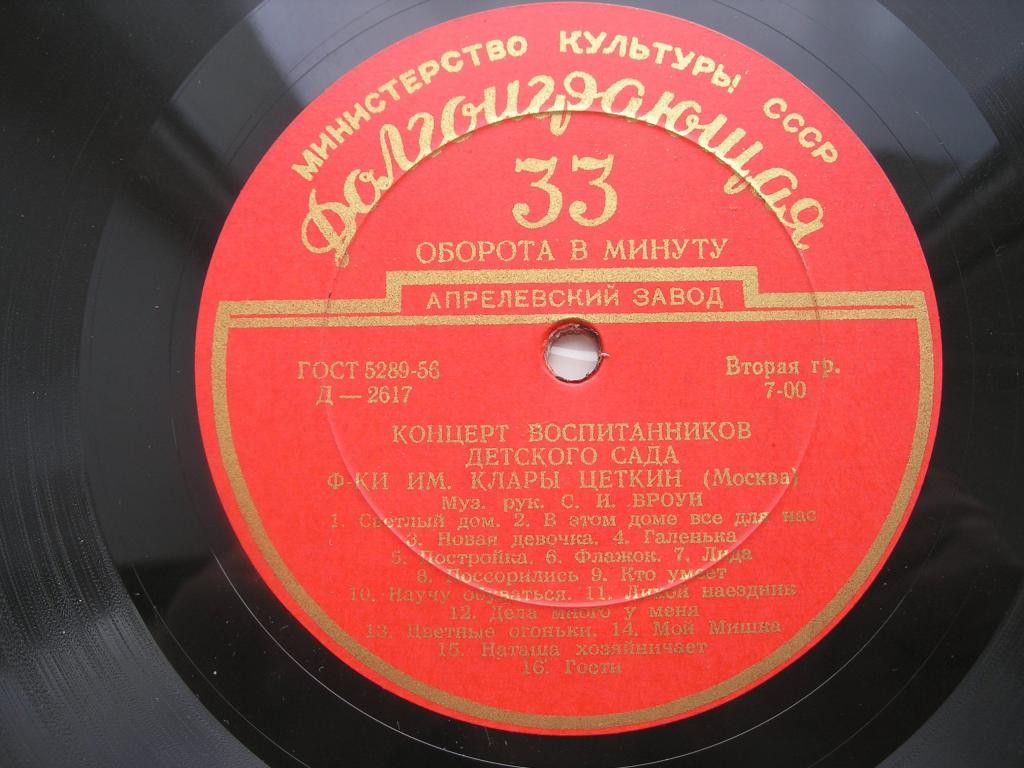 МИНИСТЕРСТВО КУЛЬТУРЫ СССР
Долгоиграющая
33
ОБОРОТА В МИНУТУ
АПРЕЛЕВСКИЙ ЗАВОД
ГОСТ 5289-56
Д — 2617
Вторая гр.
7-00
КОНЦЕРТ ВОСПИТАННИКОВ
ДЕТСКОГО САДА
Ф-КИ ИМ. КЛАРЫ ЦЕТКИН (Москва)
Муз. рук. С. И. БРОУН
1. Светлый дом. 2. В этом доме все для нас
3. Новая девочка. 4. Галенька
5. Постройка. 6. Флажок. 7. Лида
8. Поссорились 9. Кто умеет
10. Научу обуваться. 11. Лихой наездник
12. Дела много у меня
13. Цветные огоньки. 14. Мой Мишка
15. Наташа хозяйничает
16. Гости